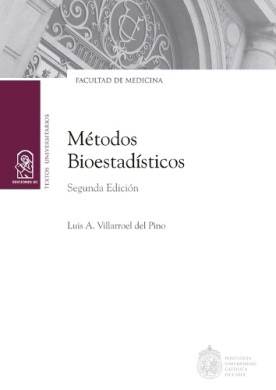 FACULTAD DE MEDICINA
EDICIONES UC
TEXTOS UNIVERSITARIOS
Métodos
Bioestadísticos
Segunda Edición
Luis A. Villarroel del Pino
PONTIFICIA
UNIVERSIDAD
CATÓLICA
DE CHILE